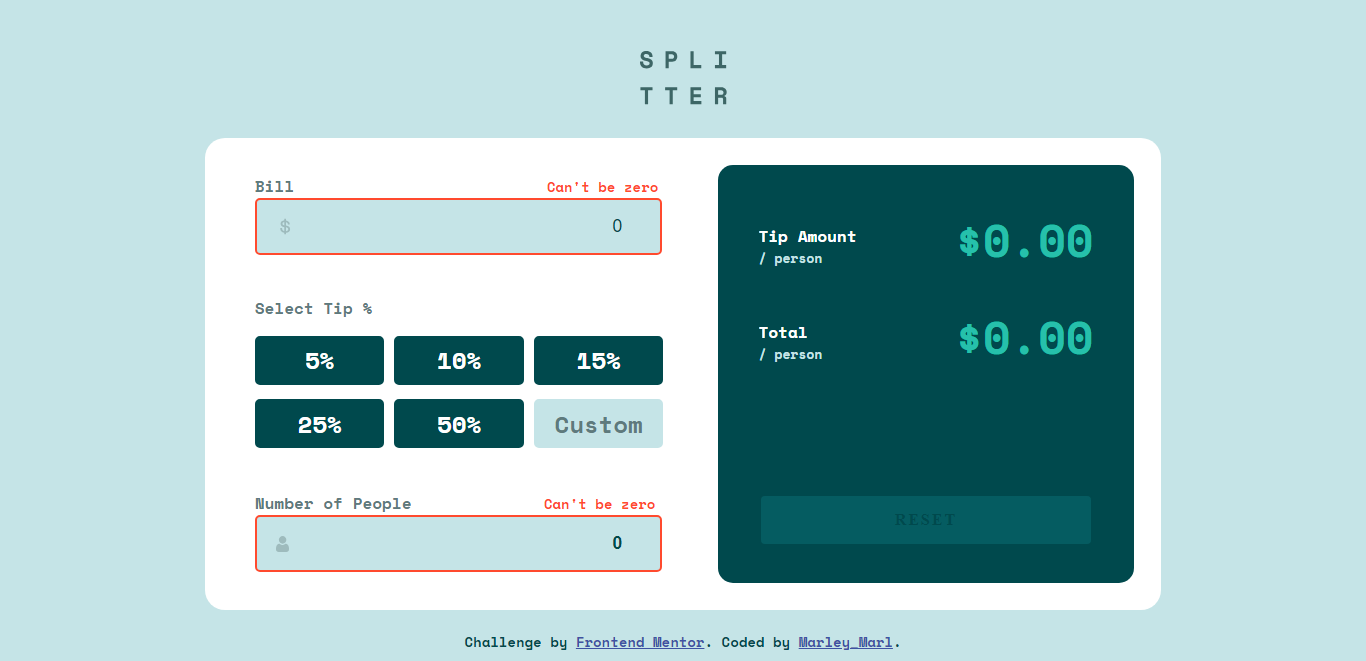 SPLI
TTER
Bill
Can't be zero
$
0
Select Tip %
5%
10%
15%
25%
50%
Custom
Number of People
Can't be zero
0
Tip Amount
/ person
$0.00
Total
/ person
$0.00
RESET
Challenge by Frontend Mentor. Coded by Marley_Marl.